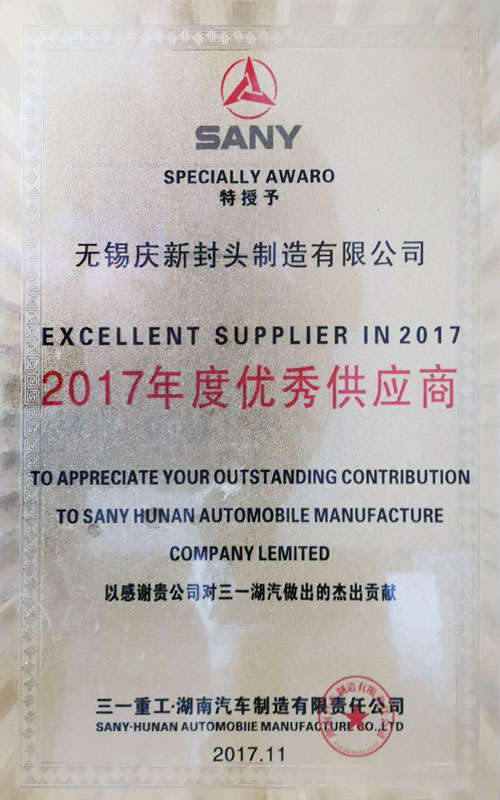 SANY
SPECIALLY AWARO
特授予
无锡庆新封头制造有限公司
EXCELLENT SUPPLIER IN 2017
2017年度优秀供应商
TO APPRECIATE YOUR OUTSTANDING CONTRIBUTION
TO SANY HUNAN AUTOMOBILE MANUFACTURE
COMPANY LEMITED
以感谢贵公司对三一湖汽做出的杰出贡献
三一重工·湖南汽车制造有限责任公司
SANY·HUNAN AUTOMOBIIE MANUFACTURE CO.,LTD
2017.11